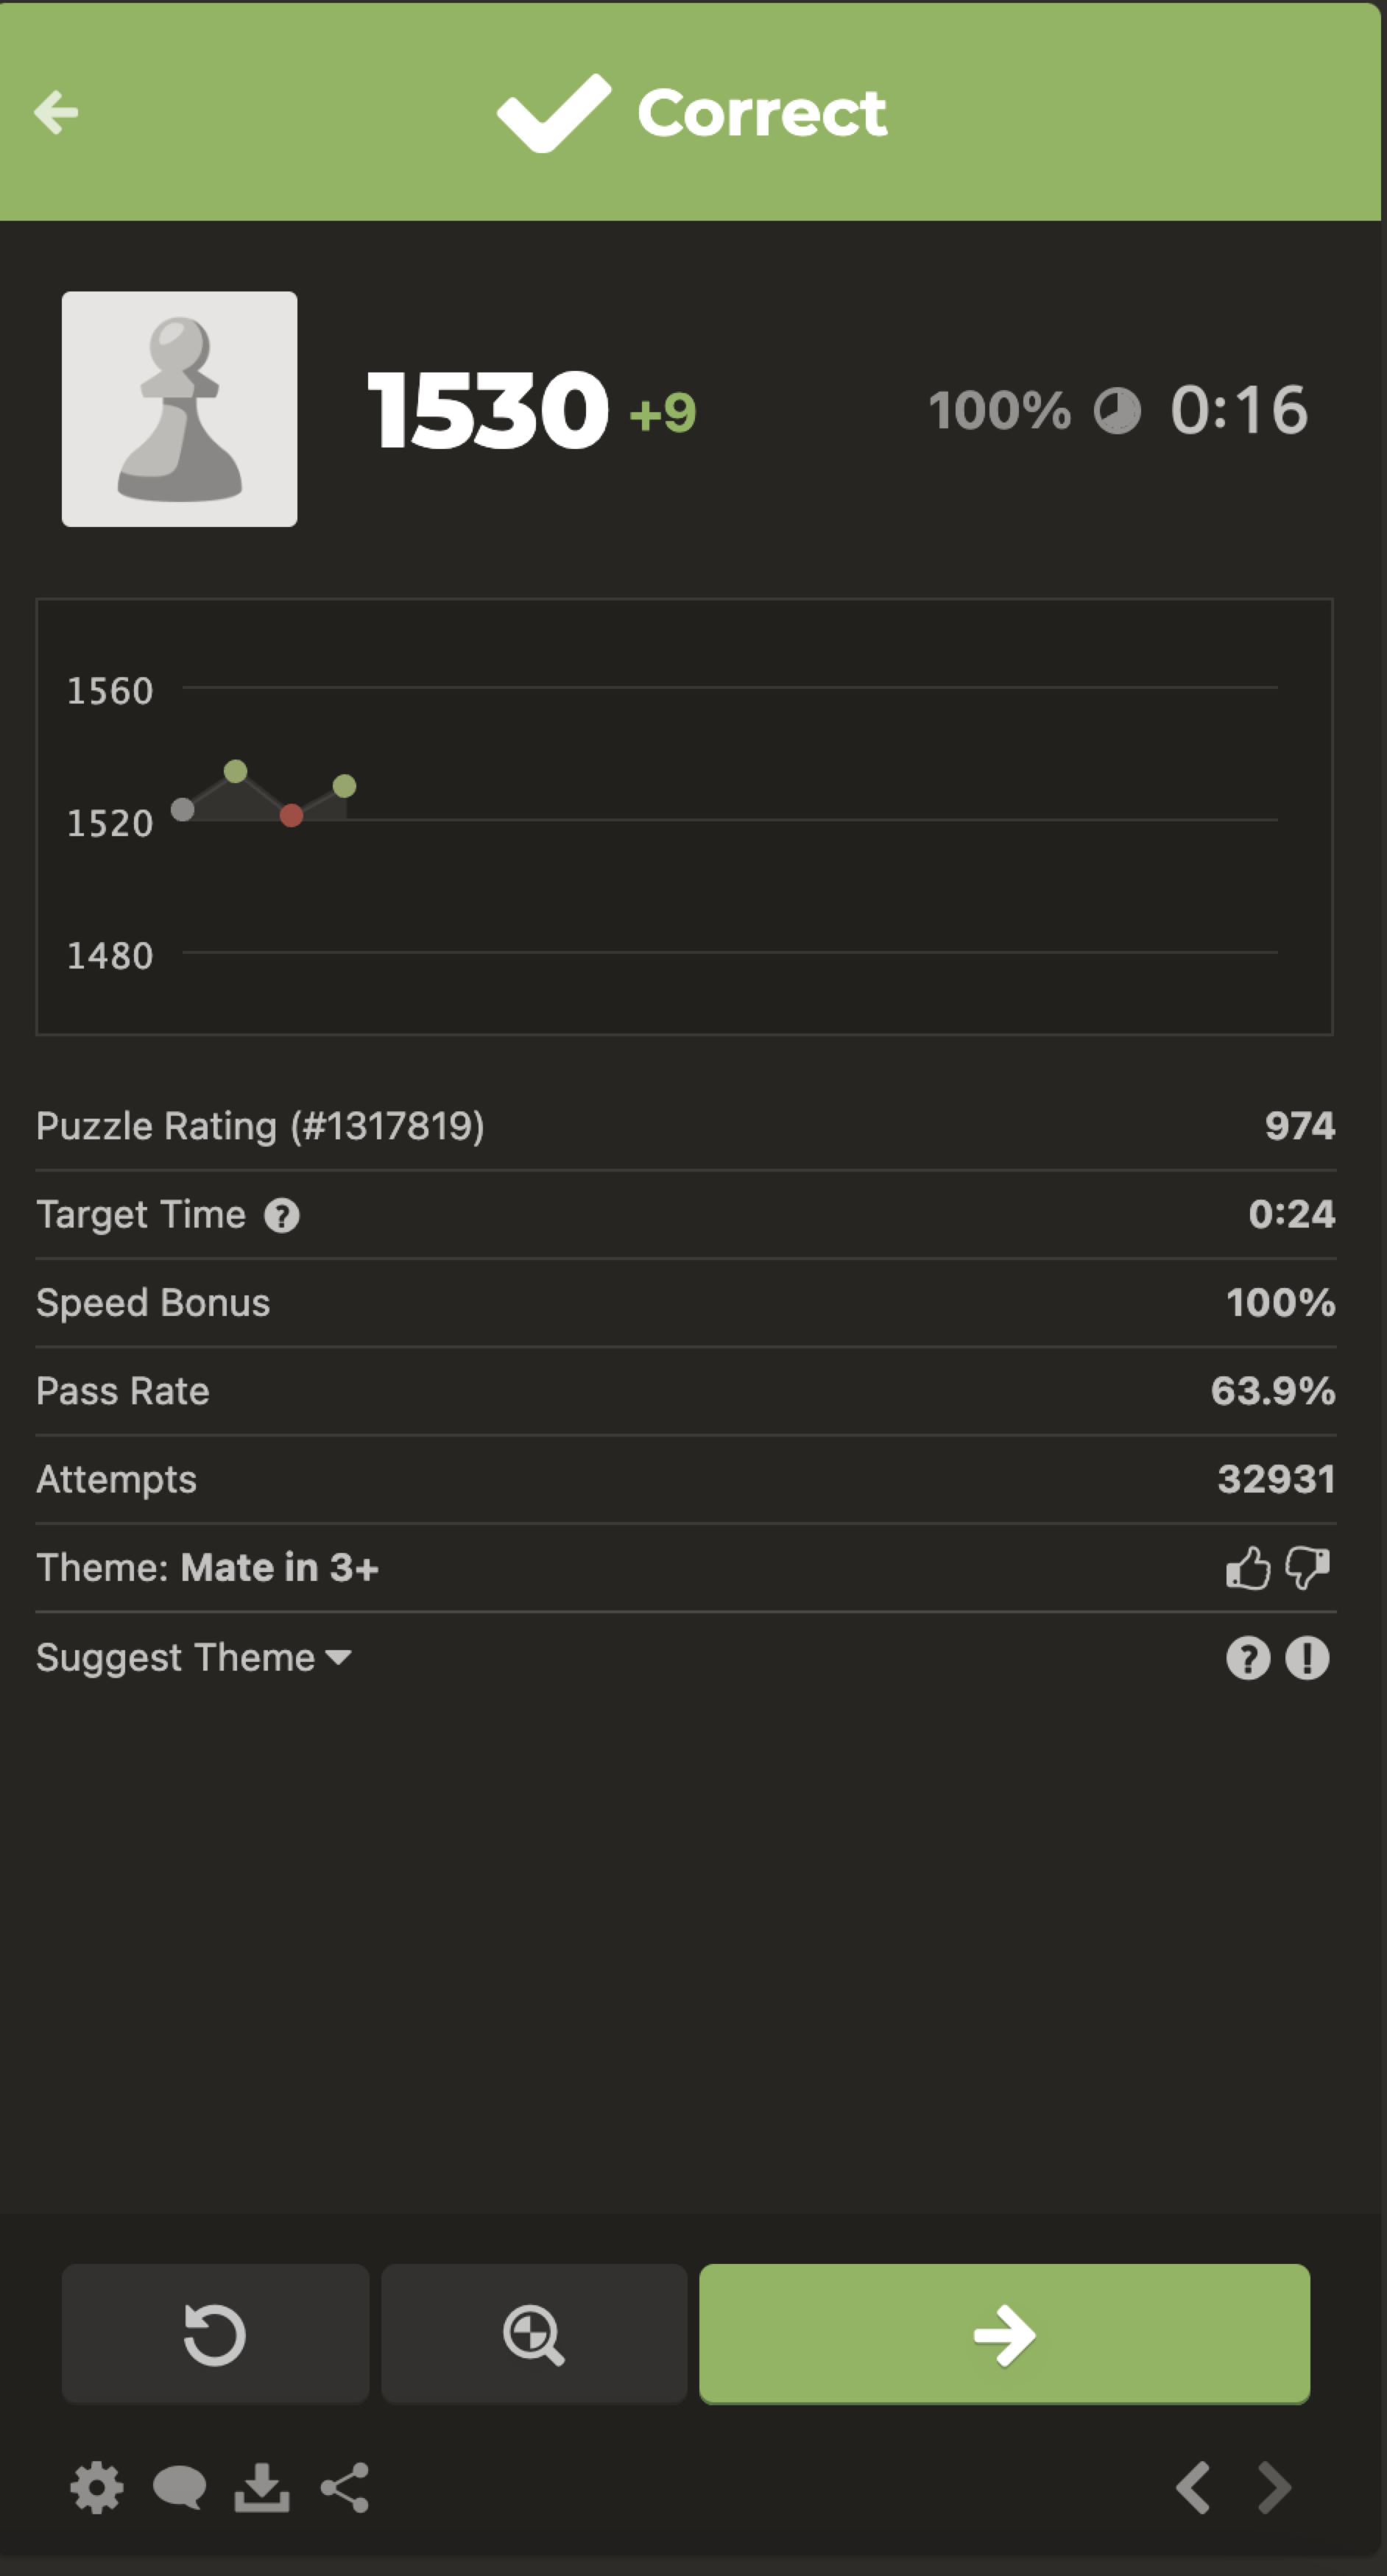 Correct
1530 +9 100% 0:16
1560
1520
1480
Puzzle Rating (#1317819) 974
Target Time ? 0:24
Speed Bonus 100%
Pass Rate 63.9%
Attempts 32931
Theme: Mate in 3+
Suggest Theme ? !